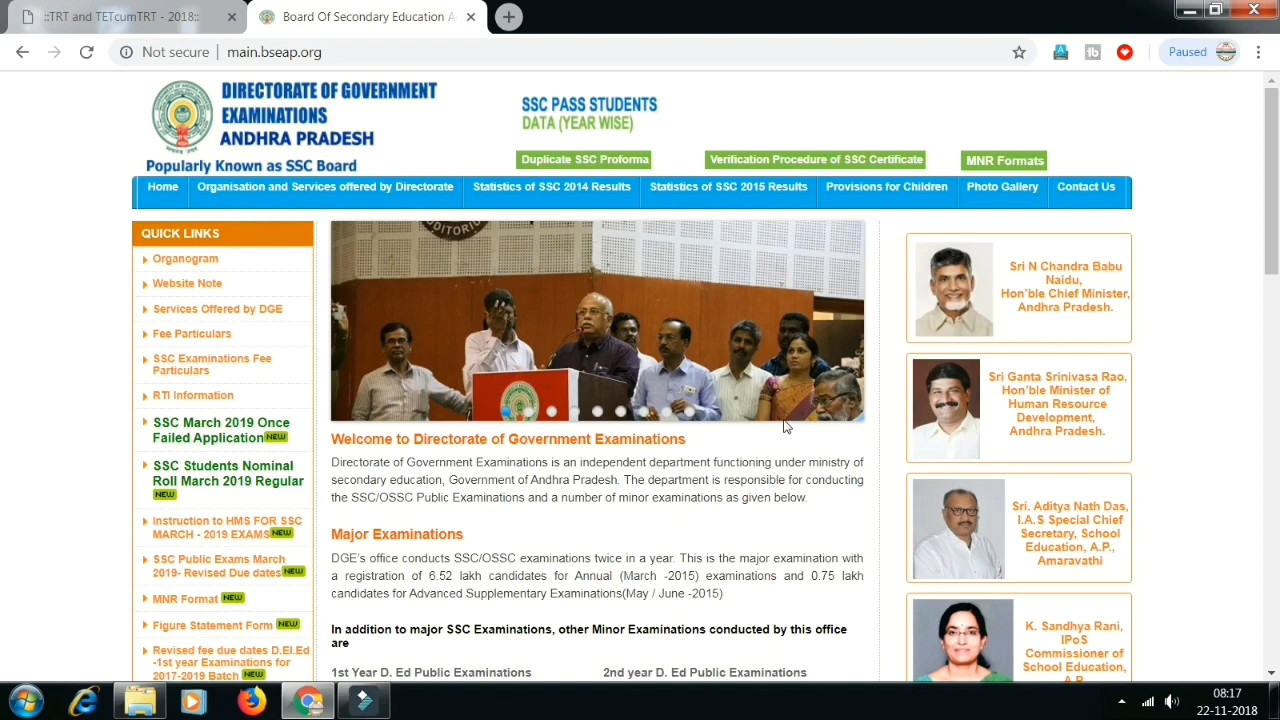 ::TRT and TETcumTRT - 2018::
Board Of Secondary Education A
Not secure
main.bseap.org
Paused
DIRECTORATE OF GOVERNMENT
EXAMINATIONS
ANDHRA PRADESH
Popularly Known as SSC Board
SSC PASS STUDENTS
DATA (YEAR WISE)
Duplicate SSC Proforma
Verification Procedure of SSC Certificate
MNR Formats
Home
Organisation and Services offered by Directorate
Statistics of SSC 2014 Results
Statistics of SSC 2015 Results
Provisions for Children
Photo Gallery
Contact Us
QUICK LINKS
Organogram
Website Note
Services Offered by DGE
Fee Particulars
SSC Examinations Fee
Particulars
RTI Information
SSC March 2019 Once
Failed Application NEW
SSC Students Nominal
Roll March 2019 Regular
NEW
Instruction to HMS FOR SSC
MARCH - 2019 EXAMS NEW
SSC Public Exams March
2019- Revised Due dates NEW
MNR Format NEW
Figure Statement Form NEW
Revised fee due dates D.El.Ed
-1st year Examinations for
2017-2019 Batch NEW
Welcome to Directorate of Government Examinations
Directorate of Government Examinations is an independent department functioning under ministry of
secondary education, Government of Andhra Pradesh. The department is responsible for conducting
the SSC/OSSC Public Examinations and a number of minor examinations as given below.
Major Examinations
DGE's office conducts SSC/OSSC examinations twice in a year. This is the major examination with
a registration of 6.52 lakh candidates for Annual (March -2015) examinations and 0.75 lakh
candidates for Advanced Supplementary Examinations(May / June -2015)
In addition to major SSC Examinations, other Minor Examinations conducted by this office
are
1st Year D. Ed Public Examinations
2nd year D. Ed Public Examinations
Sri N Chandra Babu
Naidu,
Hon'ble Chief Minister,
Andhra Pradesh.
Sri Ganta Srinivasa Rao,
Hon'ble Minister of
Human Resource
Development,
Andhra Pradesh.
Sri. Aditya Nath Das,
I.A.S Special Chief
Secretary, School
Education, A.P.,
Amaravathi
K. Sandhya Rani,
IPoS
Commissioner of
School Education,
A.P
08:17
22-11-2018